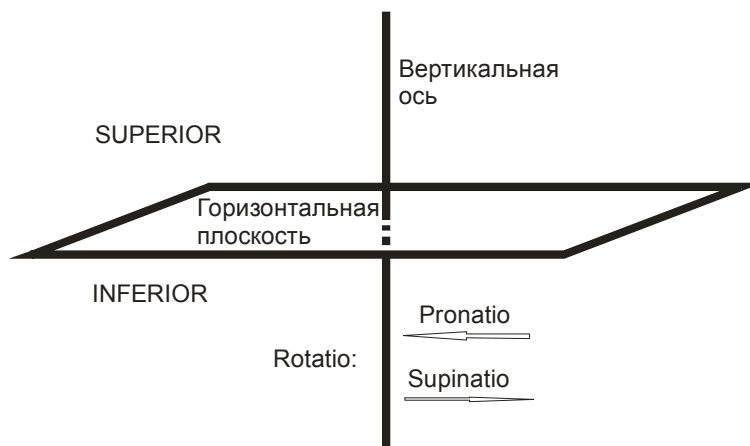 Вертикальная
ось
SUPERIOR
Горизонтальная
плоскость
INFERIOR
Pronatio
Rotatio:
Supinatio